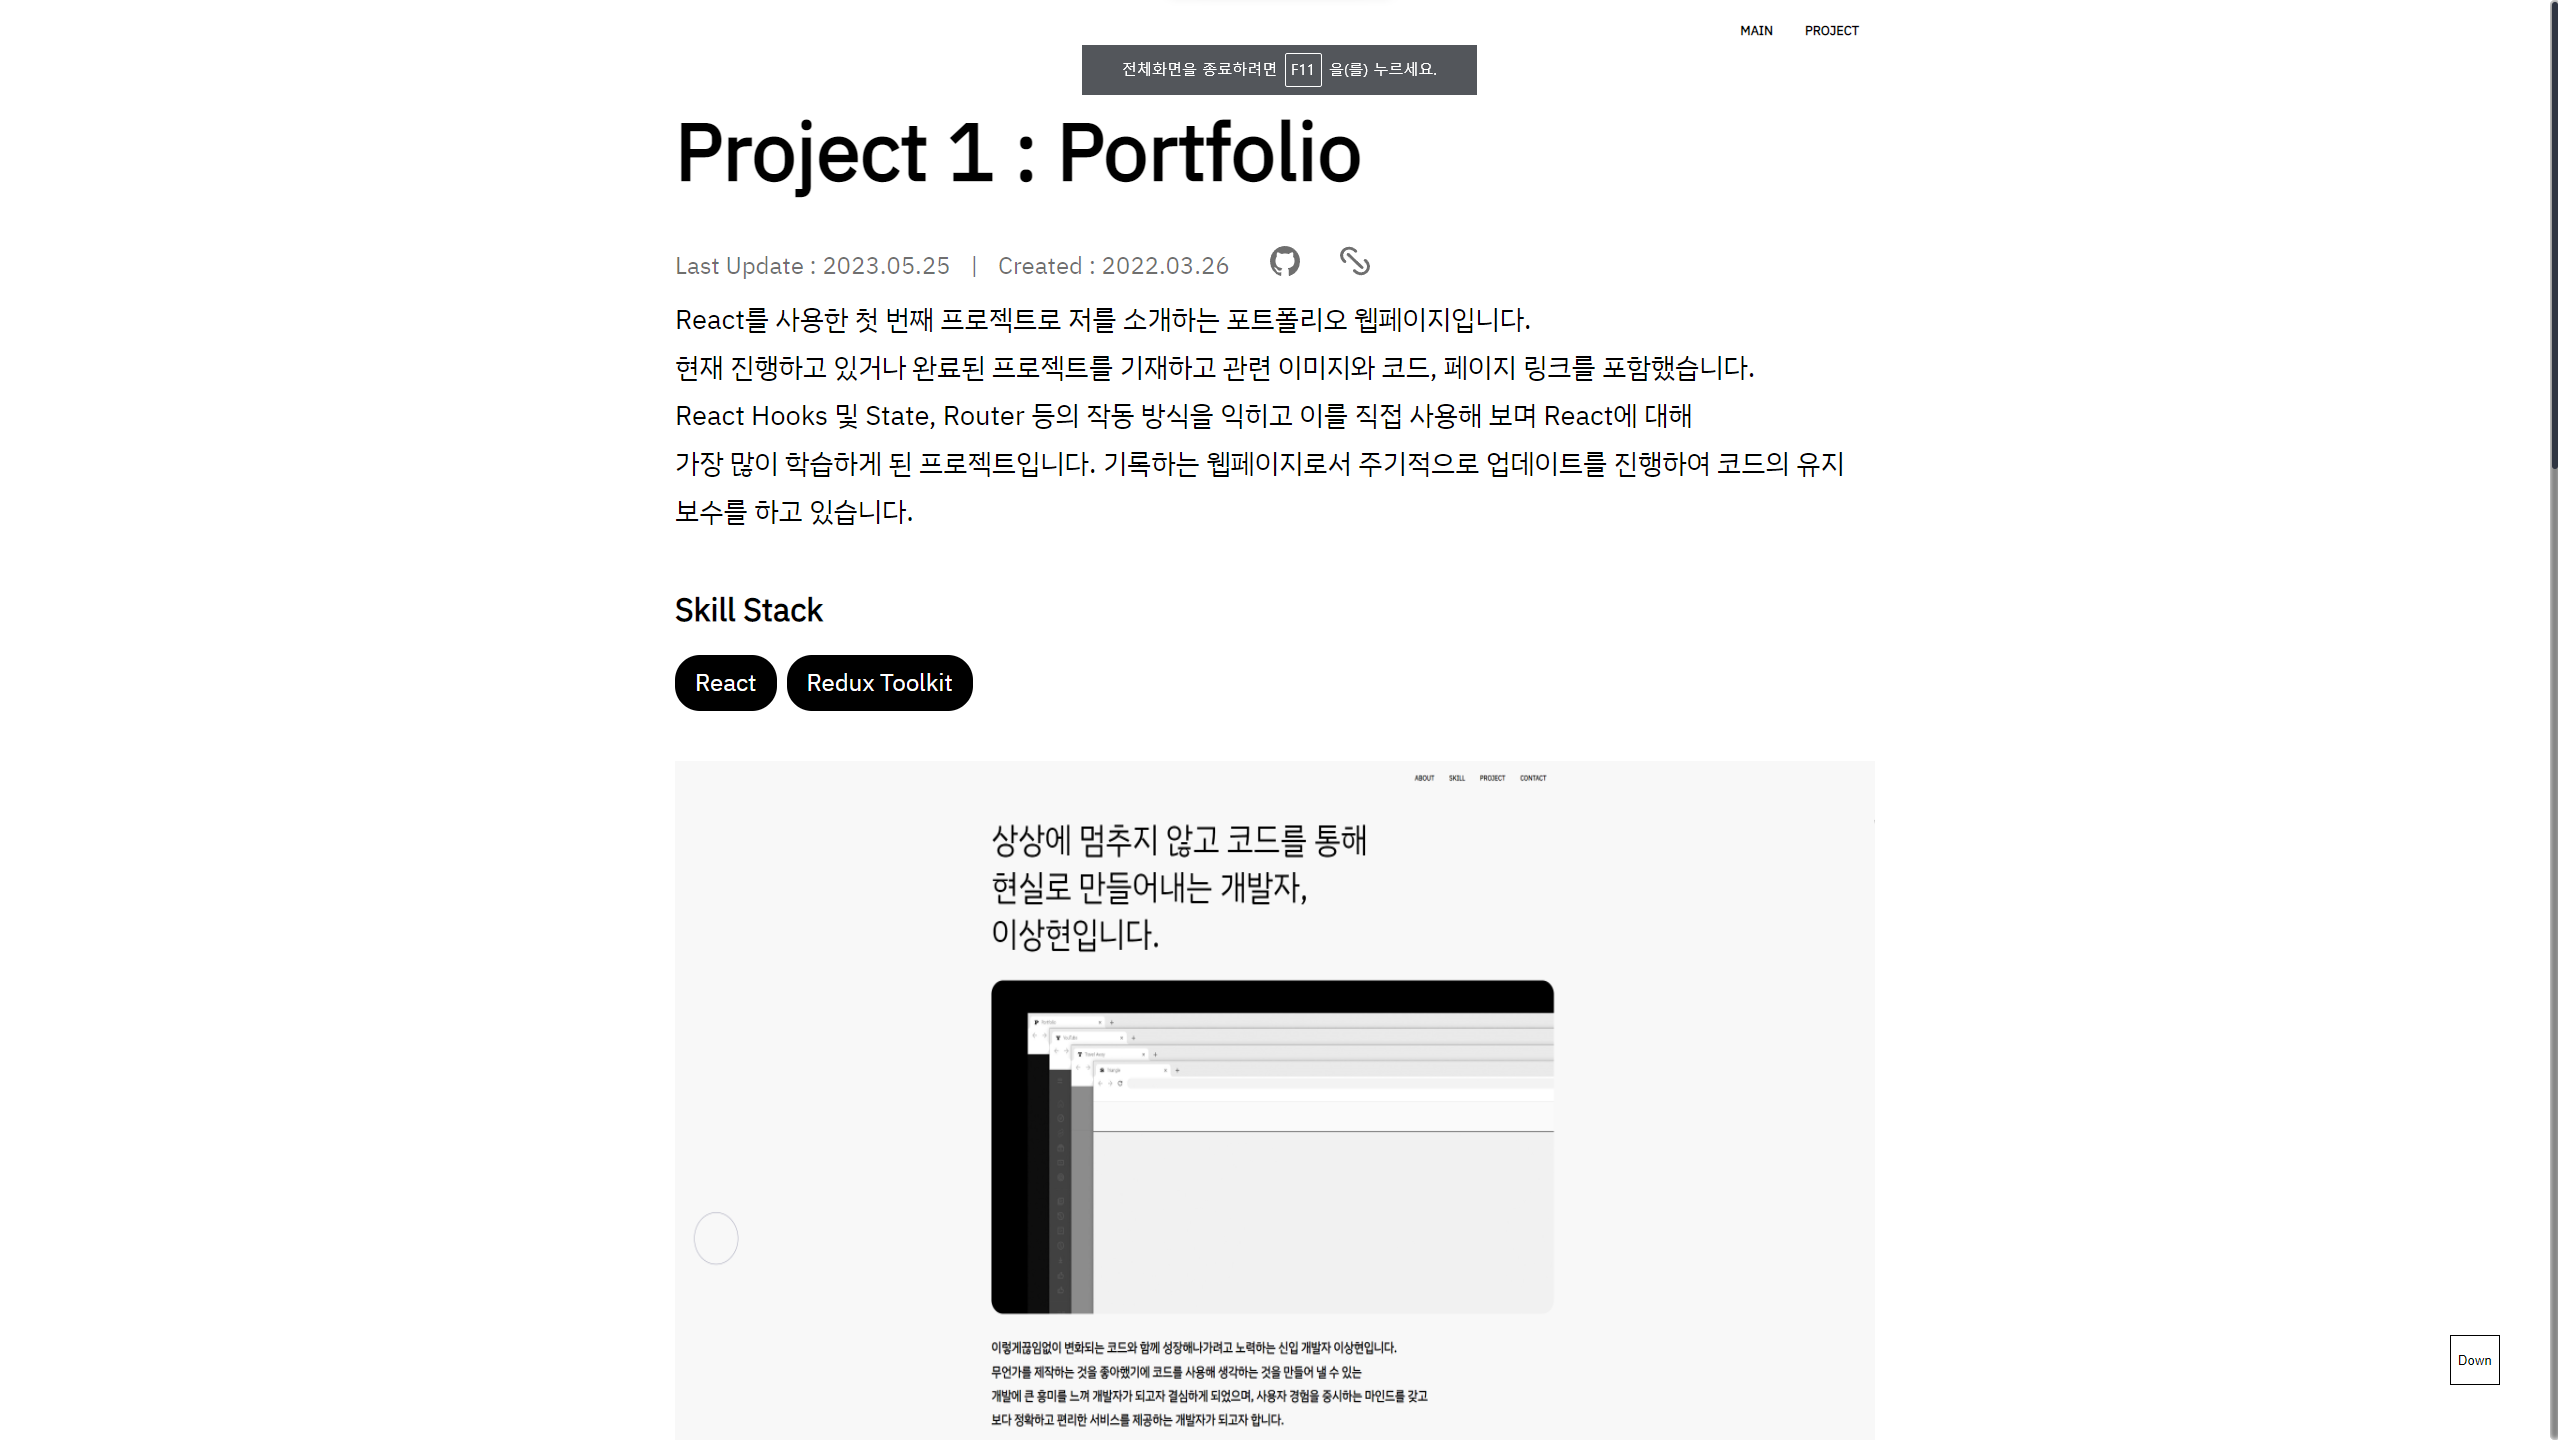 MAIN PROJECT
전체화면을 종료하려면 F11 을(를) 누르세요.
Project 1 : Portfolio
Last Update : 2023.05.25 | Created : 2022.03.26
React를 사용한 첫 번째 프로젝트로 저를 소개하는 포트폴리오 웹페이지입니다.
현재 진행하고 있거나 완료된 프로젝트를 기재하고 관련 이미지와 코드, 페이지 링크를 포함했습니다.
React Hooks 및 State, Router 등의 작동 방식을 익히고 이를 직접 사용해 보며 React에 대해
가장 많이 학습하게 된 프로젝트입니다. 기록하는 웹페이지로서 주기적으로 업데이트를 진행하여 코드의 유지
보수를 하고 있습니다.
Skill Stack
React Redux Toolkit
ABOUT SKILL PROJECT CONTACT
상상에 멈추지 않고 코드를 통해
현실로 만들어내는 개발자,
이상현입니다.
Portfolio
YouTube
이렇게끊임없이 변화되는 코드와 함께 성장해나가려고 노력하는 신입 개발자 이상현입니다.
무언가를 제작하는 것을 좋아했기에 코드를 사용해 생각하는 것을 만들어 낼 수 있는
개발에 큰 흥미를 느껴 개발자가 되고자 결심하게 되었으며, 사용자 경험을 중시하는 마인드를 갖고
보다 정확하고 편리한 서비스를 제공하는 개발자가 되고자 합니다.
Down